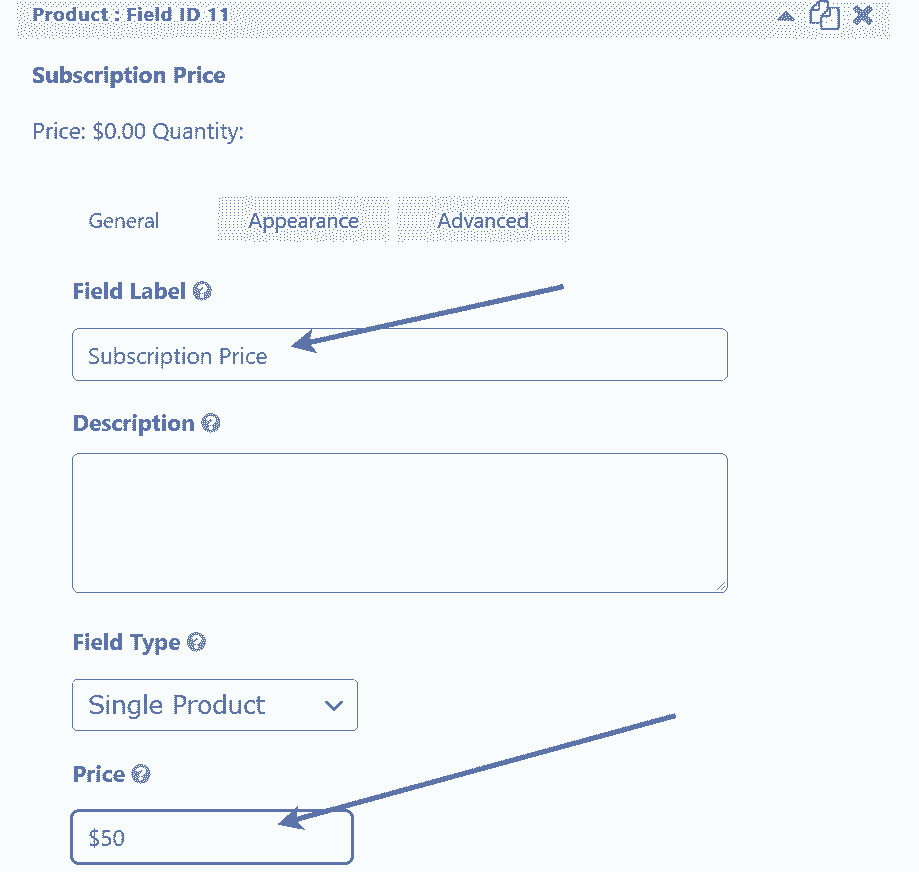 Product : Field ID 11
Subscription Price
Price: $0.00 Quantity:
General Appearance Advanced
Field Label
Subscription Price
Description
Field Type
Single Product
Price
$50